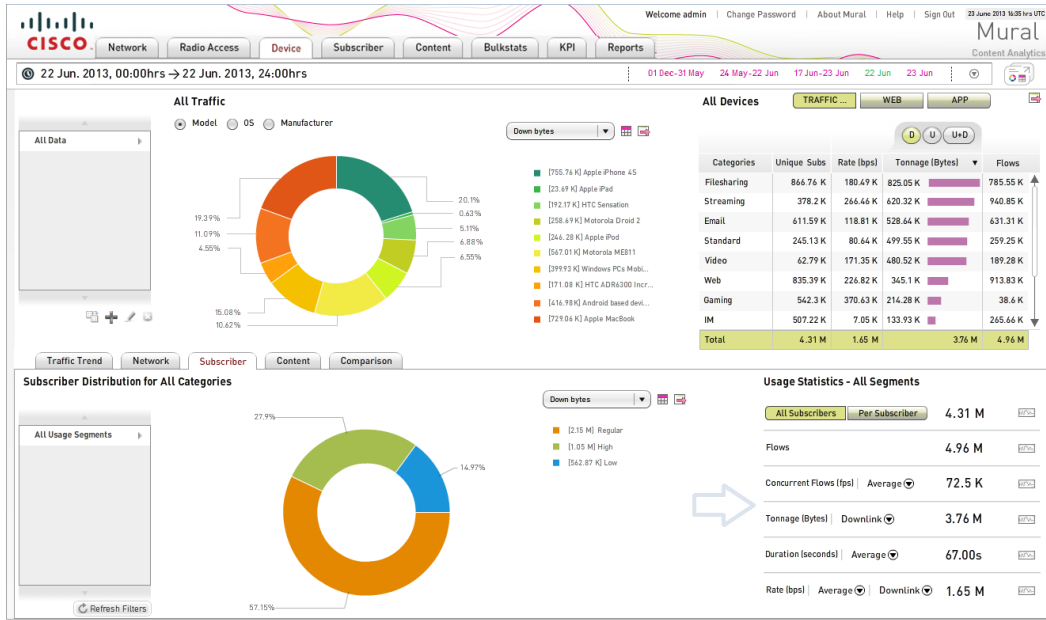 Welcome admin | Change Password | About Mural | Help | Sign Out 23 June 2013 16:35 hrs UTC
CISCO
Network Radio Access Device Subscriber Content Bulkstats KPI Reports
Mural
Content Analytics
22 Jun. 2013, 00:00hrs → 22 Jun. 2013, 24:00hrs
01 Dec-31 May 24 May-22 Jun 17 Jun-23 Jun 22 Jun 23 Jun
All Traffic
Model OS Manufacturer
All Data
Down bytes
20.1%
0.63%
5.11%
6.88%
6.55%
10.62%
15.08%
4.55%
11.09%
19.39%
[755.76 K] Apple iPhone 4S
[23.69 K] Apple iPad
[192.17 K] HTC Sensation
[258.69 K] Motorola Droid 2
[246.28 K] Apple iPod
[567.01 K] Motorola ME811
[399.93 K] Windows PCs Mobi...
[171.08 K] HTC ADR6300 Incr...
[416.98 K] Android based devi...
[729.06 K] Apple MacBook
All Devices TRAFFIC ... WEB APP
D U U+D
Categories Unique Subs Rate (bps) Tonnage (Bytes) Flows
Filesharing 866.76 K 180.49 K 825.05 K 785.55 K
Streaming 378.2 K 266.46 K 620.32 K 940.85 K
Email 611.59 K 118.81 K 528.64 K 631.31 K
Standard 245.13 K 80.64 K 499.55 K 259.25 K
Video 62.79 K 171.35 K 480.52 K 189.28 K
Web 835.39 K 226.82 K 345.1 K 913.83 K
Gaming 542.3 K 370.63 K 214.28 K 38.6 K
IM 507.22 K 7.05 K 133.93 K 265.66 K
Total 4.31 M 1.65 M 3.76 M 4.96 M
Traffic Trend Network Subscriber Content Comparison
Subscriber Distribution for All Categories
All Usage Segments
Refresh Filters
Down bytes
27.9%
14.97%
57.15%
[2.15 M] Regular
[1.05 M] High
[562.87 K] Low
Usage Statistics - All Segments
All Subscribers Per Subscriber 4.31 M
Flows 4.96 M
Concurrent Flows (fps) | Average 72.5 K
Tonnage (Bytes) | Downlink 3.76 M
Duration (seconds) | Average 67.00s
Rate (bps) | Average | Downlink 1.65 M